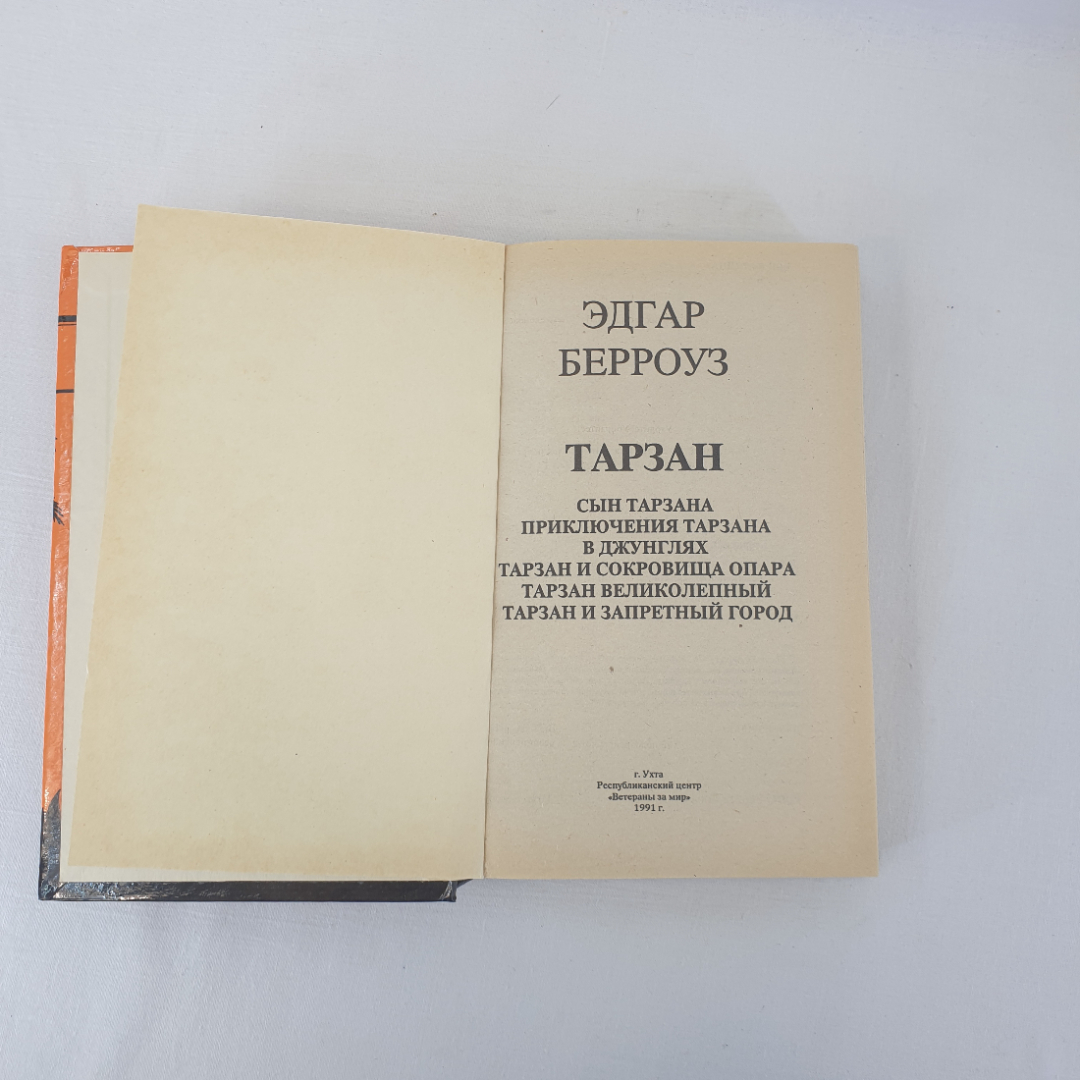 ЭДГАР
БЕРРОУЗ
ТАРЗАН
СЫН ТАРЗАНА
ПРИКЛЮЧЕНИЯ ТАРЗАНА
В ДЖУНГЛЯХ
ТАРЗАН И СОКРОВИЩА ОПАРА
ТАРЗАН ВЕЛИКОЛЕПНЫЙ
ТАРЗАН И ЗАПРЕТНЫЙ ГОРОД
г. Ухта
Республиканский центр
«Ветераны за мир»
1991 г.